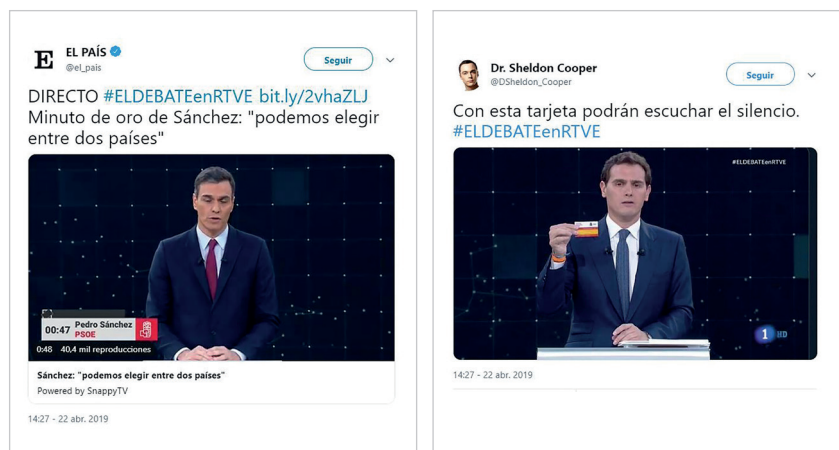 EL PAÍS
@el_pais
Seguir
DIRECTO #ELDEBATEenRTVE bit.ly/2vhaZLJ
Minuto de oro de Sánchez: "podemos elegir
entre dos países"
00:47 Pedro Sánchez
PSOE
0:48 40,4 mil reproducciones
Sánchez: "podemos elegir entre dos países"
Powered by SnappyTV
14:27 - 22 abr. 2019
Dr. Sheldon Cooper
@DSheldon_Cooper
Seguir
Con esta tarjeta podrán escuchar el silencio.
#ELDEBATEenRTVE
#ELDEBATEenRTVE
1 HD
14:27 - 22 abr. 2019